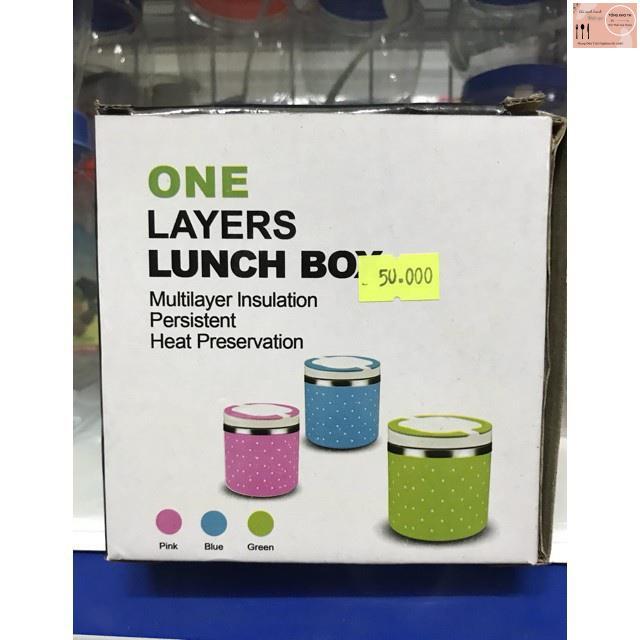 ONE
LAYERS
LUNCH BOX
50.000
Multilayer Insulation
Persistent
Heat Preservation
Pink Blue Green